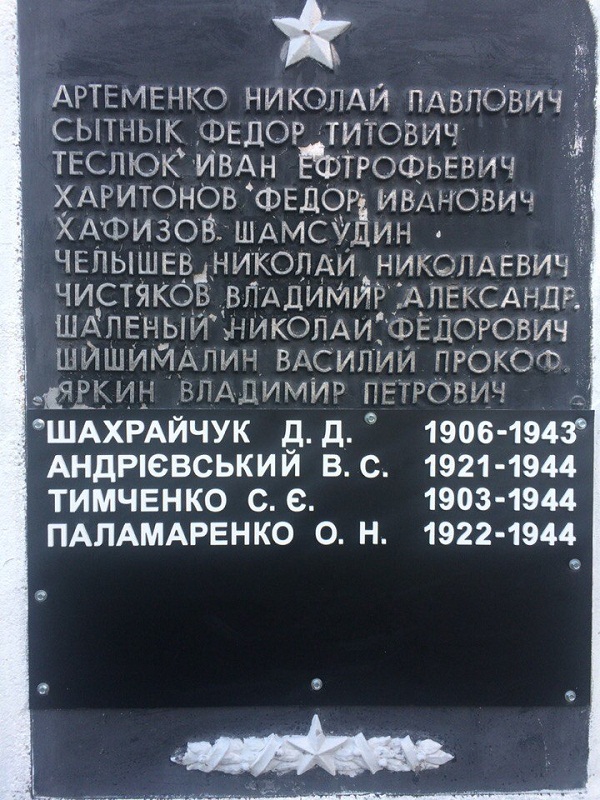 АРТЕМЕНКО НИКОЛАЙ ПАВЛОВИЧ
СЫТНЫК ФЕДОР ТИТОВИЧ
ТЕСЛЮК ИВАН ЕФТРОФЬЕВИЧ
ХАРИТОНОВ ФЕДОР ИВАНОВИЧ
ХАФИЗОВ ШАМСУДИН
ЧЕЛЫШЕВ НИКОЛАЙ НИКОЛАЕВИЧ
ЧИСТЯКОВ ВЛАДИМИР АЛЕКСАНДР.
ШАЛЕНЫЙ НИКОЛАЙ ФЕДОРОВИЧ
ШИШИМАЛИН ВАСИЛИЙ ПРОКОФ.
ЯРКИН ВЛАДИМИР ПЕТРОВИЧ
ШАХРАЙЧУК Д. Д. 1906-1943
АНДРІЄВСЬКИЙ В. С. 1921-1944
ТИМЧЕНКО С. Є. 1903-1944
ПАЛАМАРЕНКО О. Н. 1922-1944